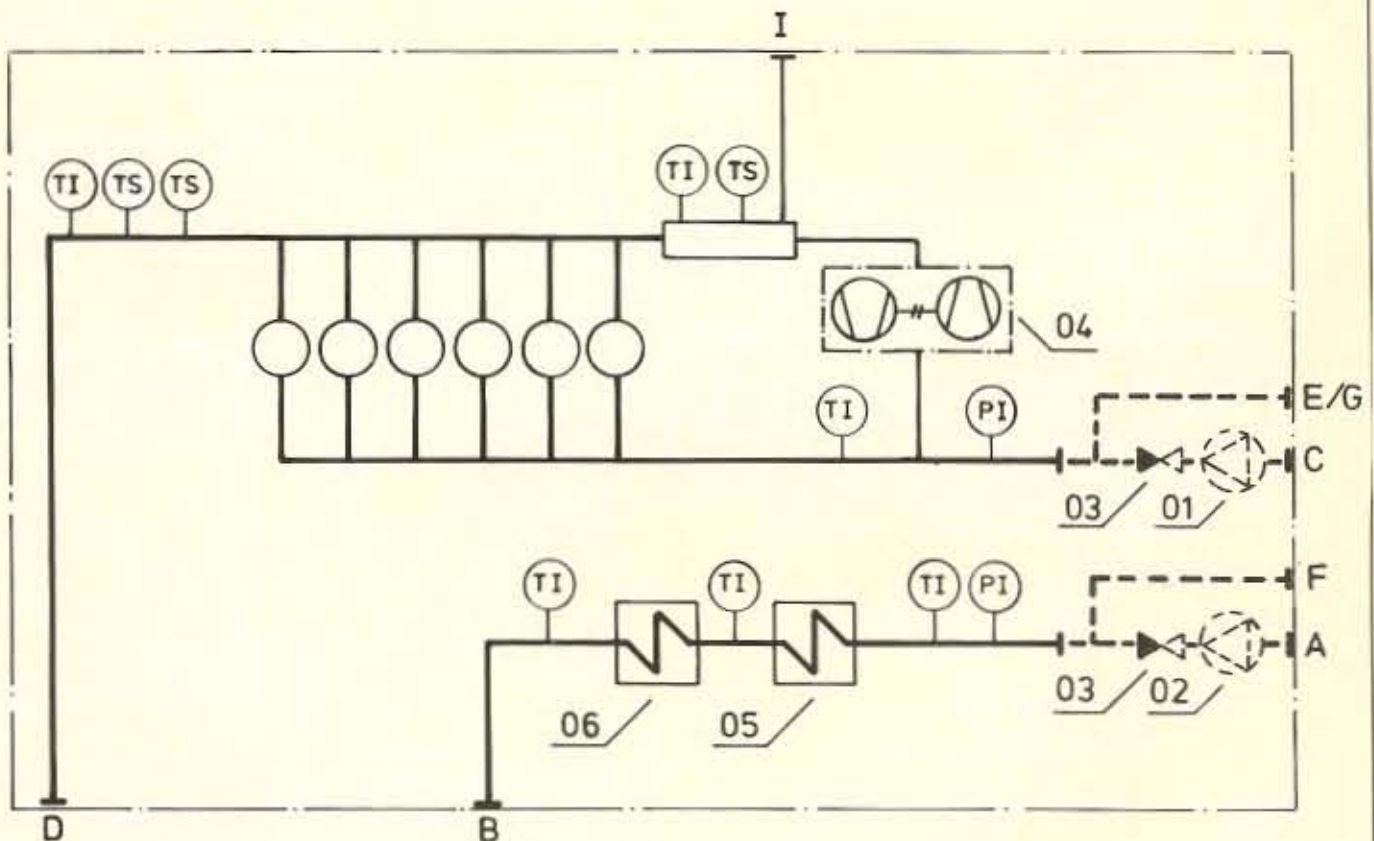 I
TI TS TS
TI TS
04
TI PI
E/G
C
03 01
TI TI TI PI
F
A
03 02
06 05
D B